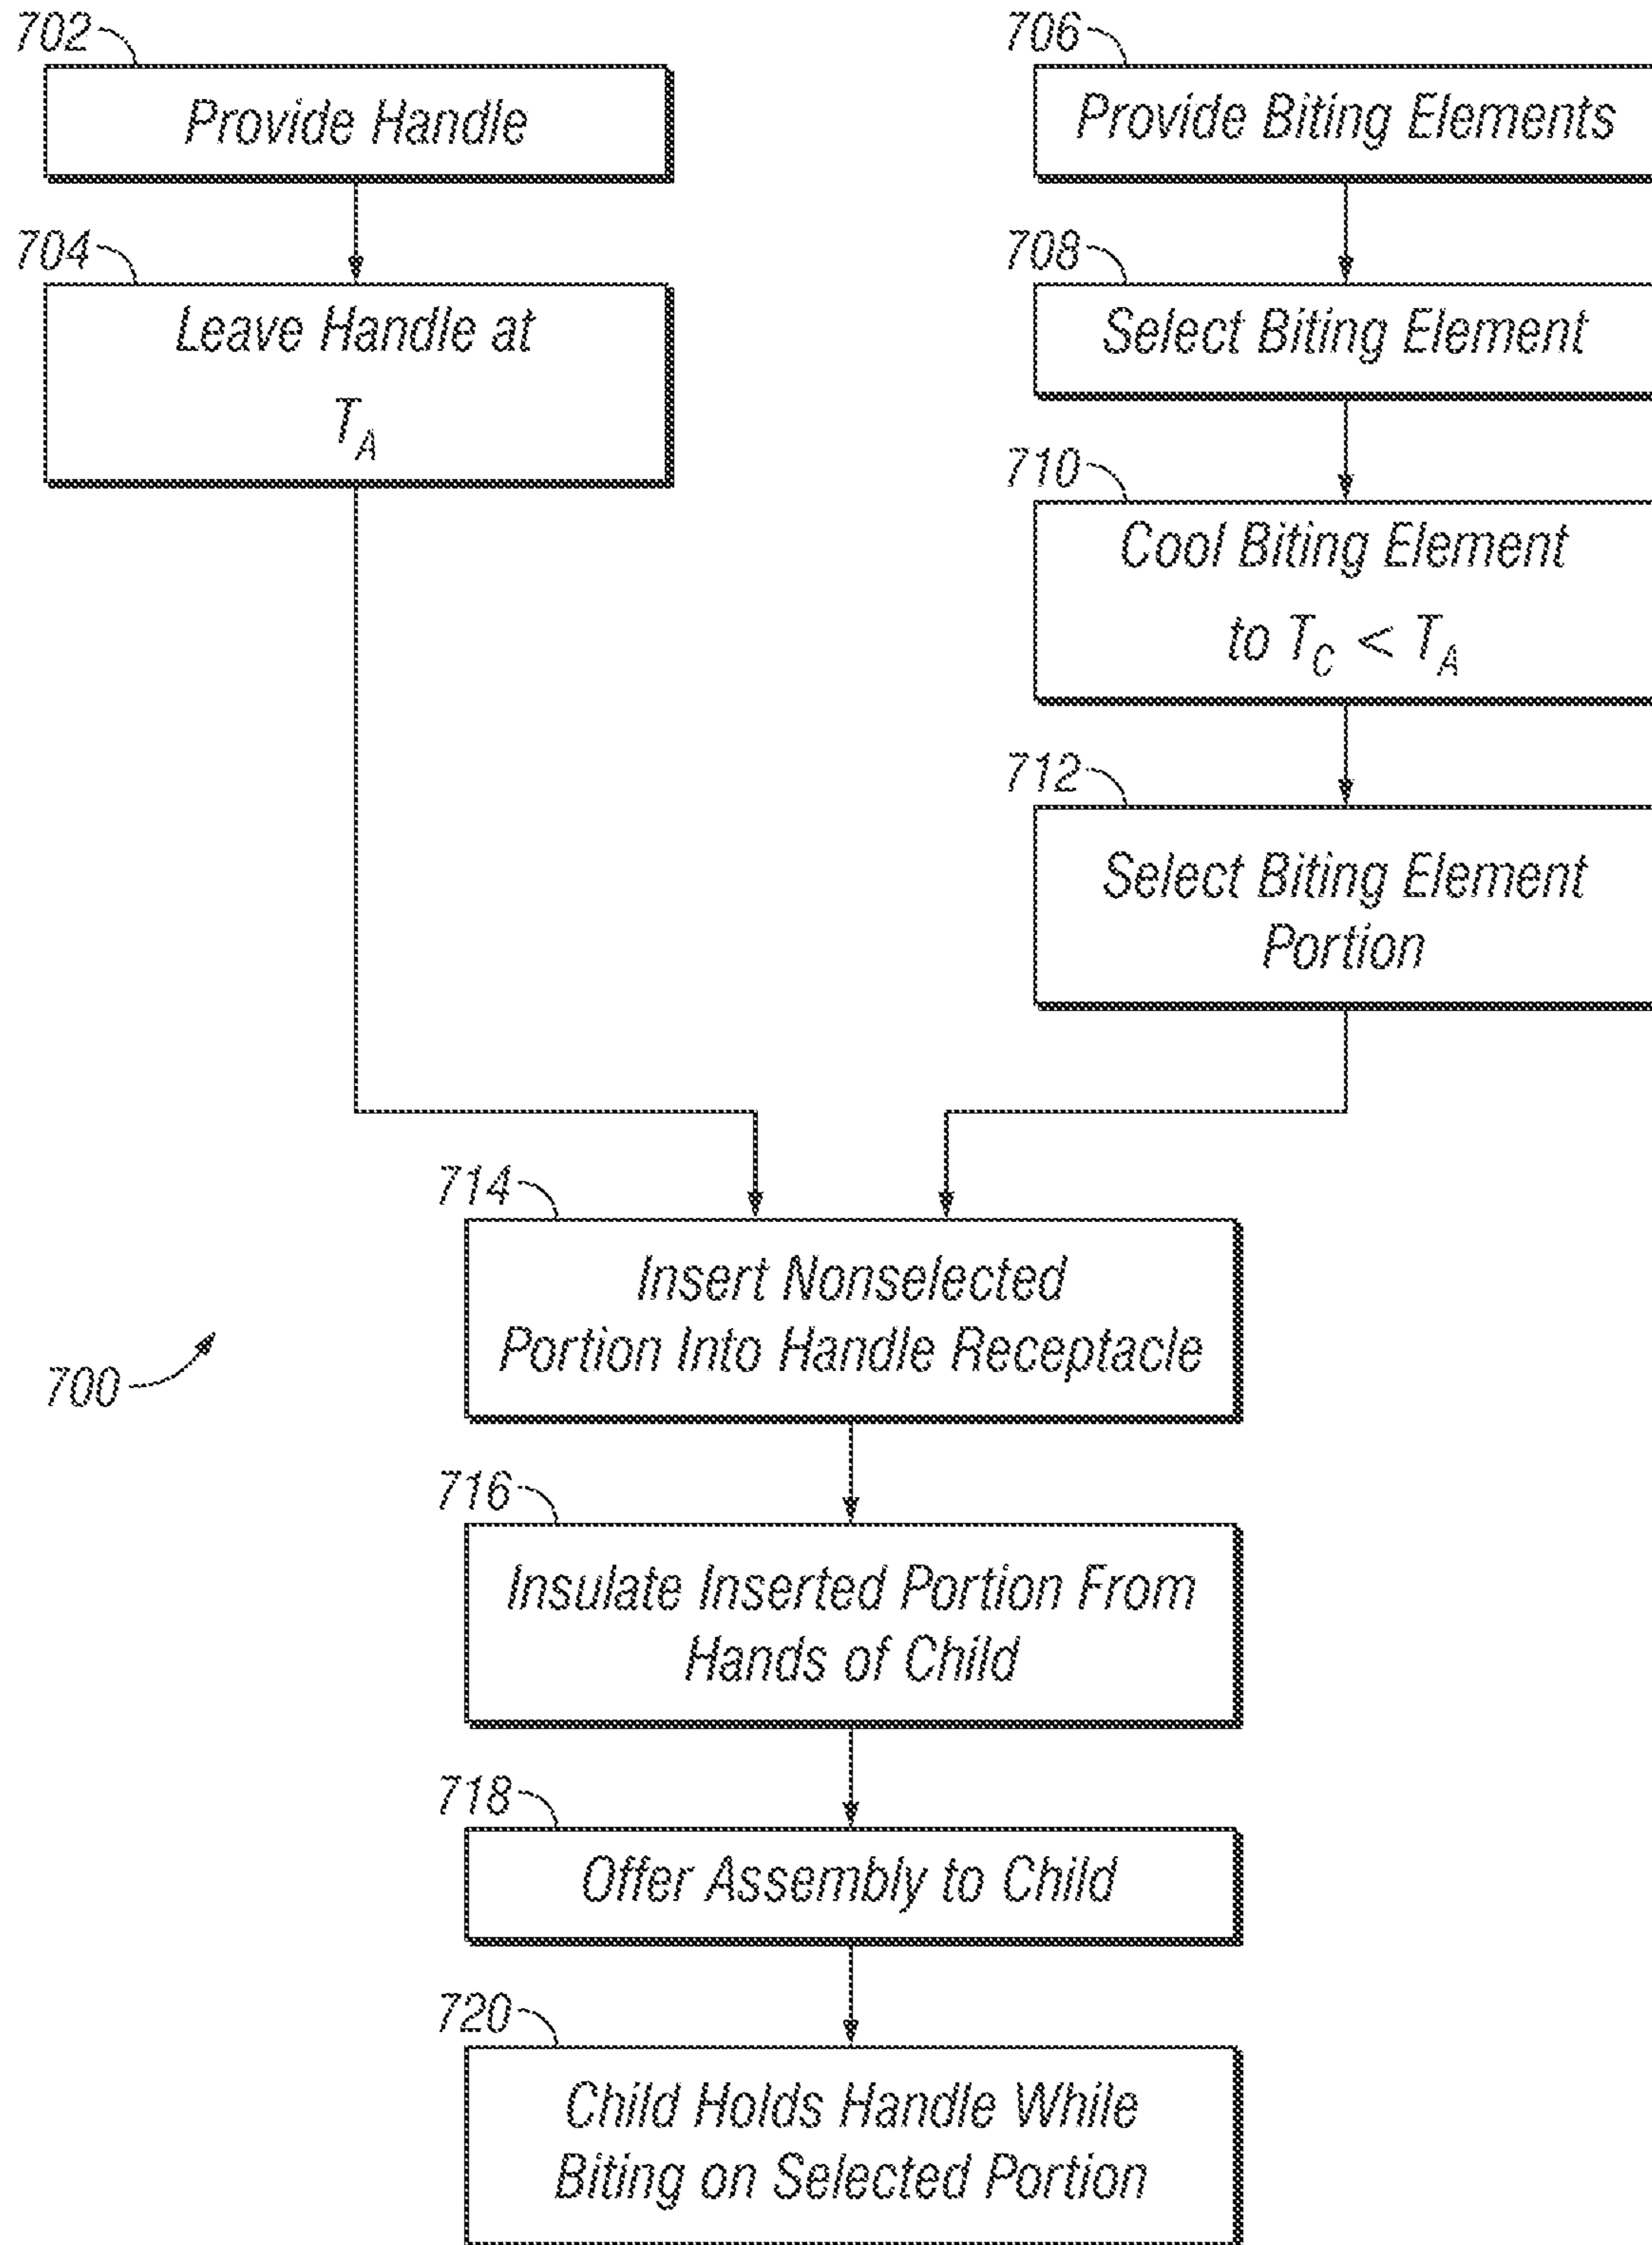 702
Provide Handle
704
Leave Handle at
T_A
706
Provide Biting Elements
708
Select Biting Element
710
Cool Biting Element
to T_C < T_A
712
Select Biting Element
Portion
714
Insert Nonselected
Portion Into Handle Receptacle
700
716
Insulate Inserted Portion From
Hands of Child
718
Offer Assembly to Child
720
Child Holds Handle While
Biting on Selected Portion